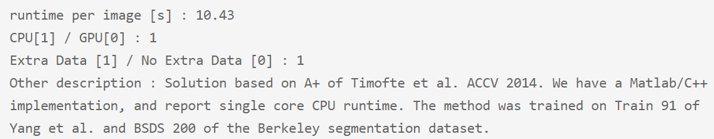 runtime per image [s] : 10.43
CPU[1] / GPU[0] : 1
Extra Data [1] / No Extra Data [0] : 1
Other description : Solution based on A+ of Timofte et al. ACCV 2014. We have a Matlab/C++
implementation, and report single core CPU runtime. The method was trained on Train 91 of
Yang et al. and BSDS 200 of the Berkeley segmentation dataset.